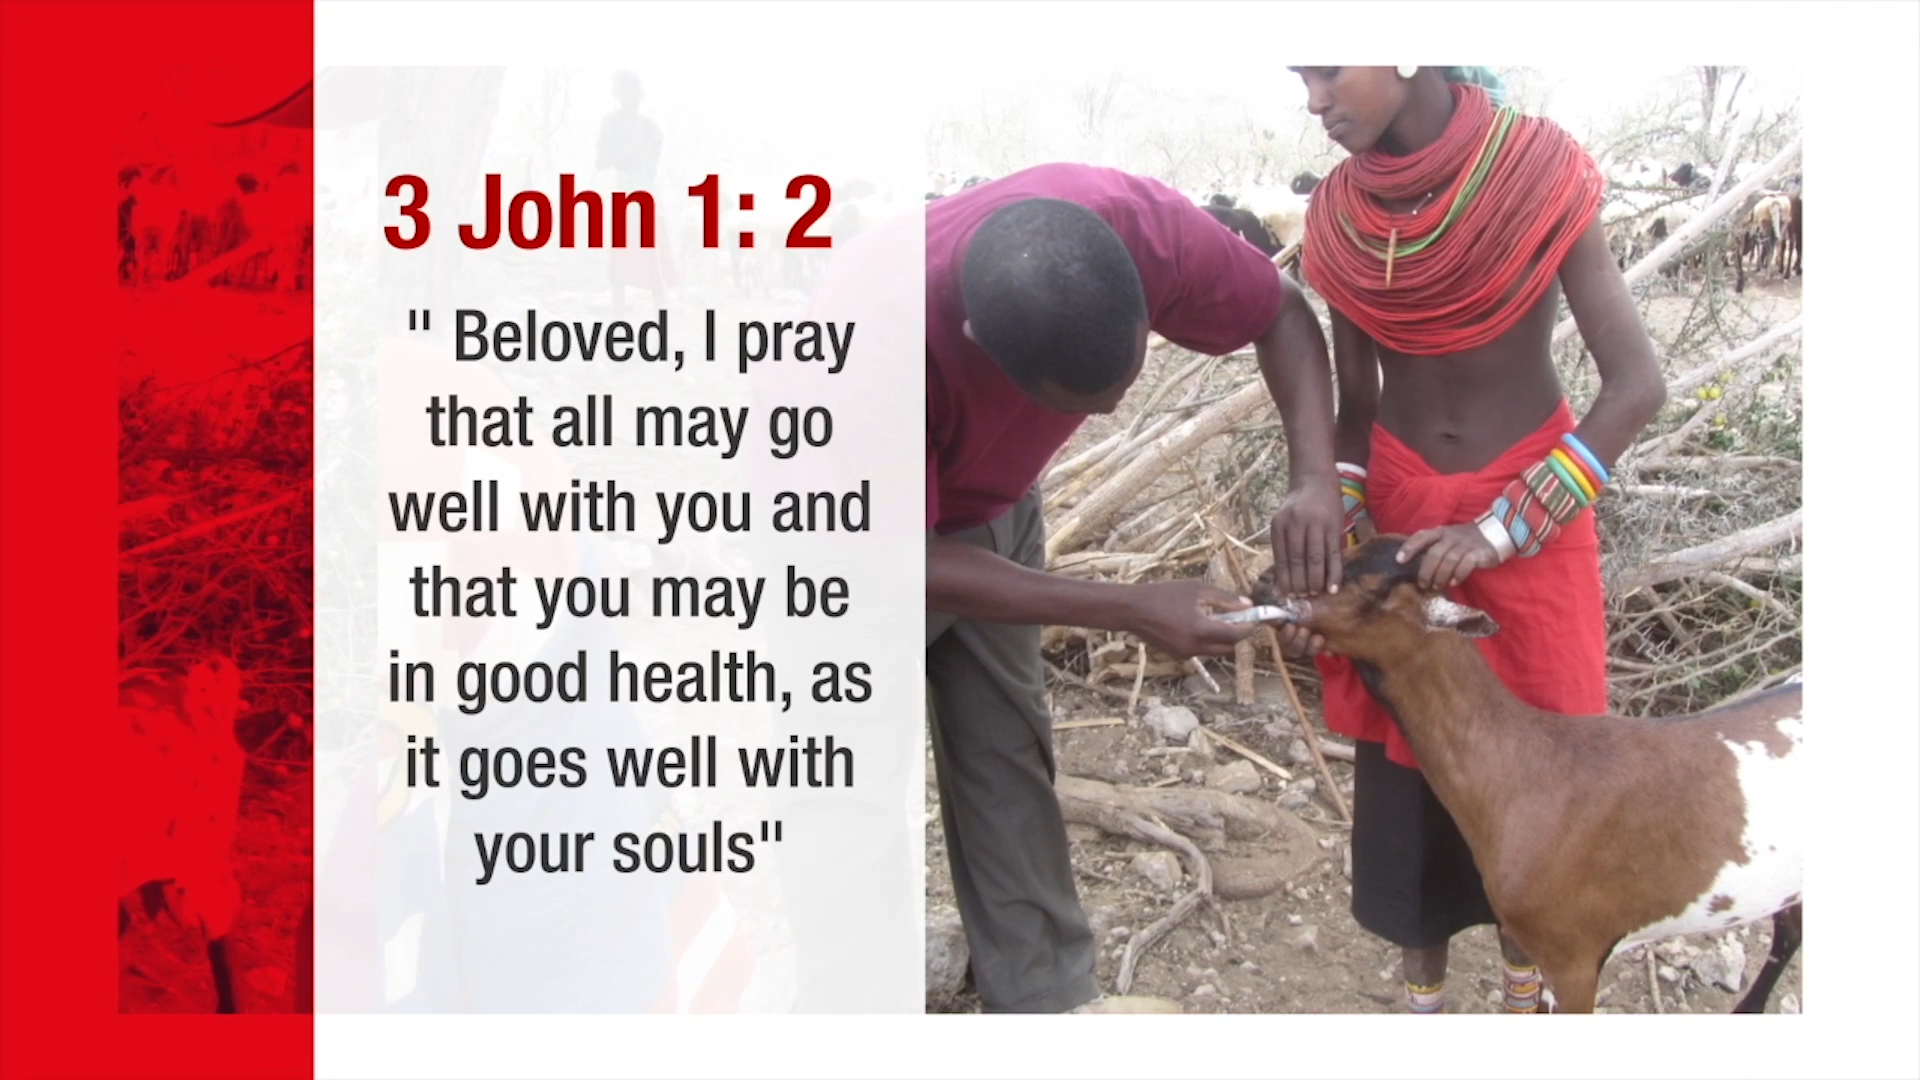 3 John 1: 2
" Beloved, I pray
that all may go
well with you and
that you may be
in good health, as
it goes well with
your souls"